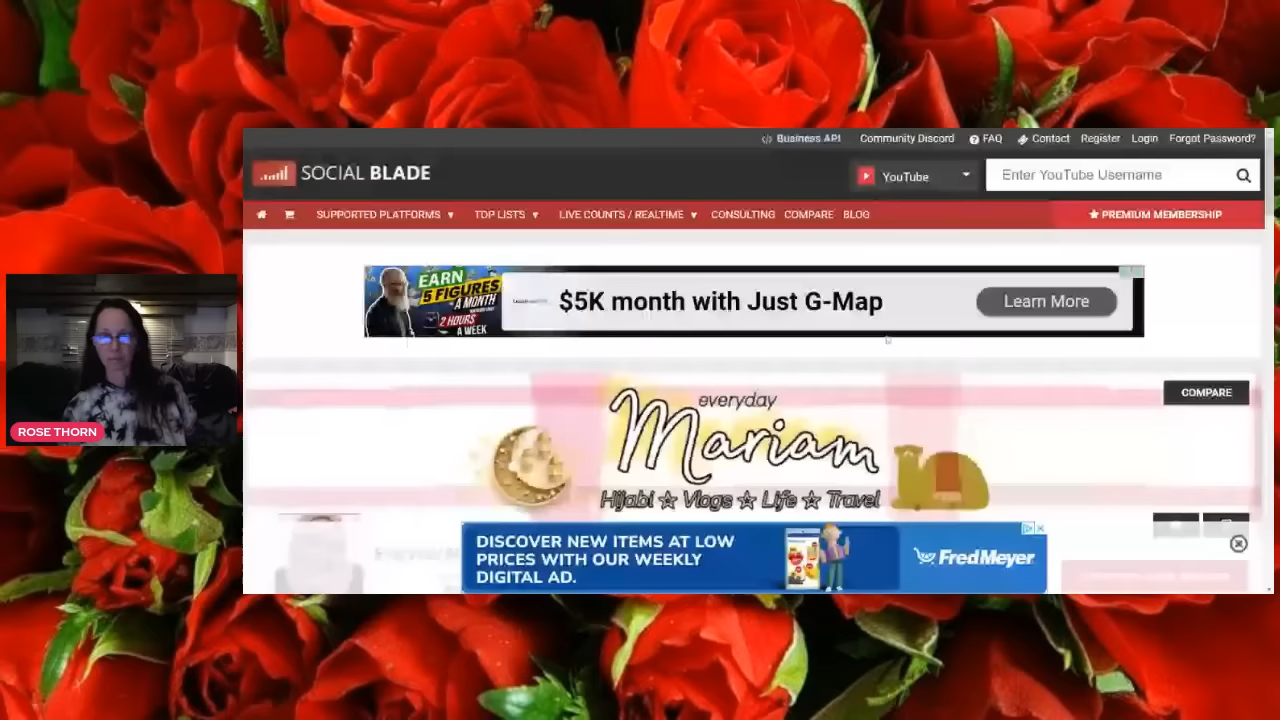 Business API Community Discord FAQ Contact Register Login Forgot Password?
SOCIAL BLADE
YouTube
Enter YouTube Username
SUPPORTED PLATFORMS TOP LISTS LIVE COUNTS / REALTIME CONSULTING COMPARE BLOG
PREMIUM MEMBERSHIP
EARN
5 FIGURES
A MONTH
2 HOURS
A WEEK
$5K month with Just G-Map
Learn More
COMPARE
everyday
Mariam
Hijabi ☆ Vlogs ☆ Life ☆ Travel
ROSE THORN
DISCOVER NEW ITEMS AT LOW
PRICES WITH OUR WEEKLY
DIGITAL AD.
FredMeyer